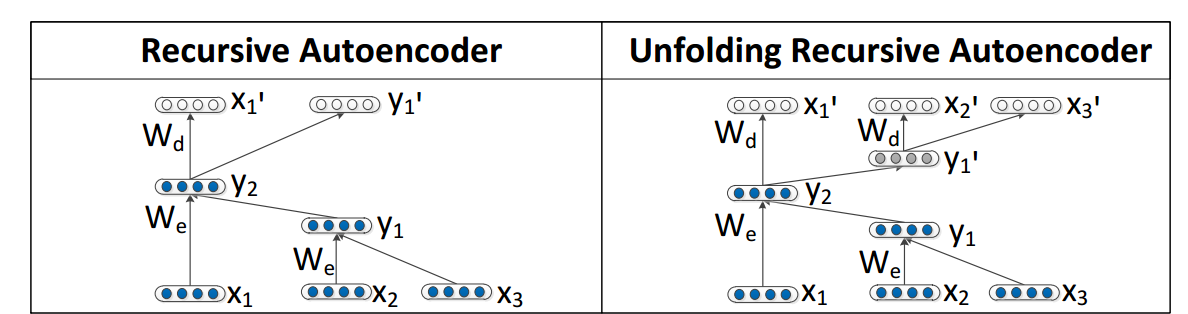 Recursive Autoencoder
x1' y1'
Wd
y2
We
y1
We
x1 x2 x3
Unfolding Recursive Autoencoder
x1' x2' x3'
Wd Wd
y1'
y2
We
y1
We
x1 x2 x3